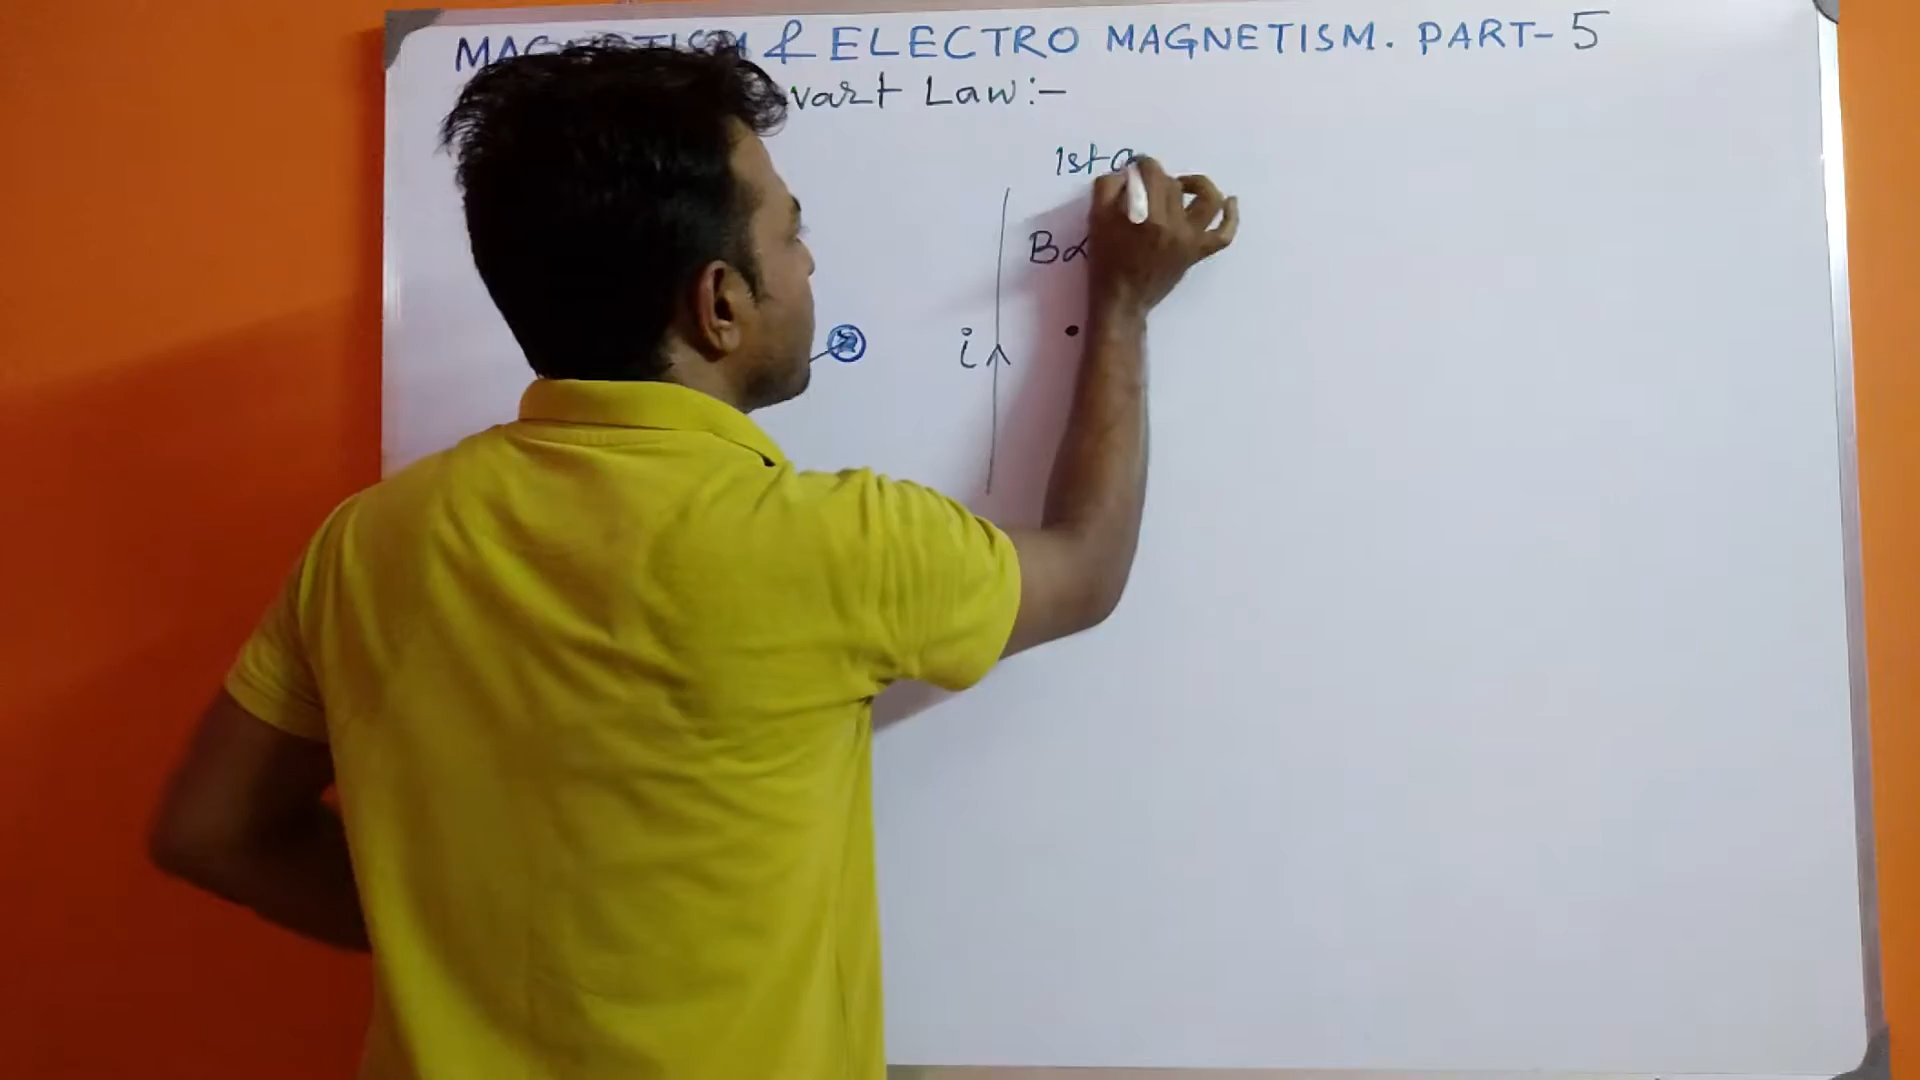 MAGNETISM & ELECTRO MAGNETISM. PART- 5
vart Law :-
1st
B∝
i